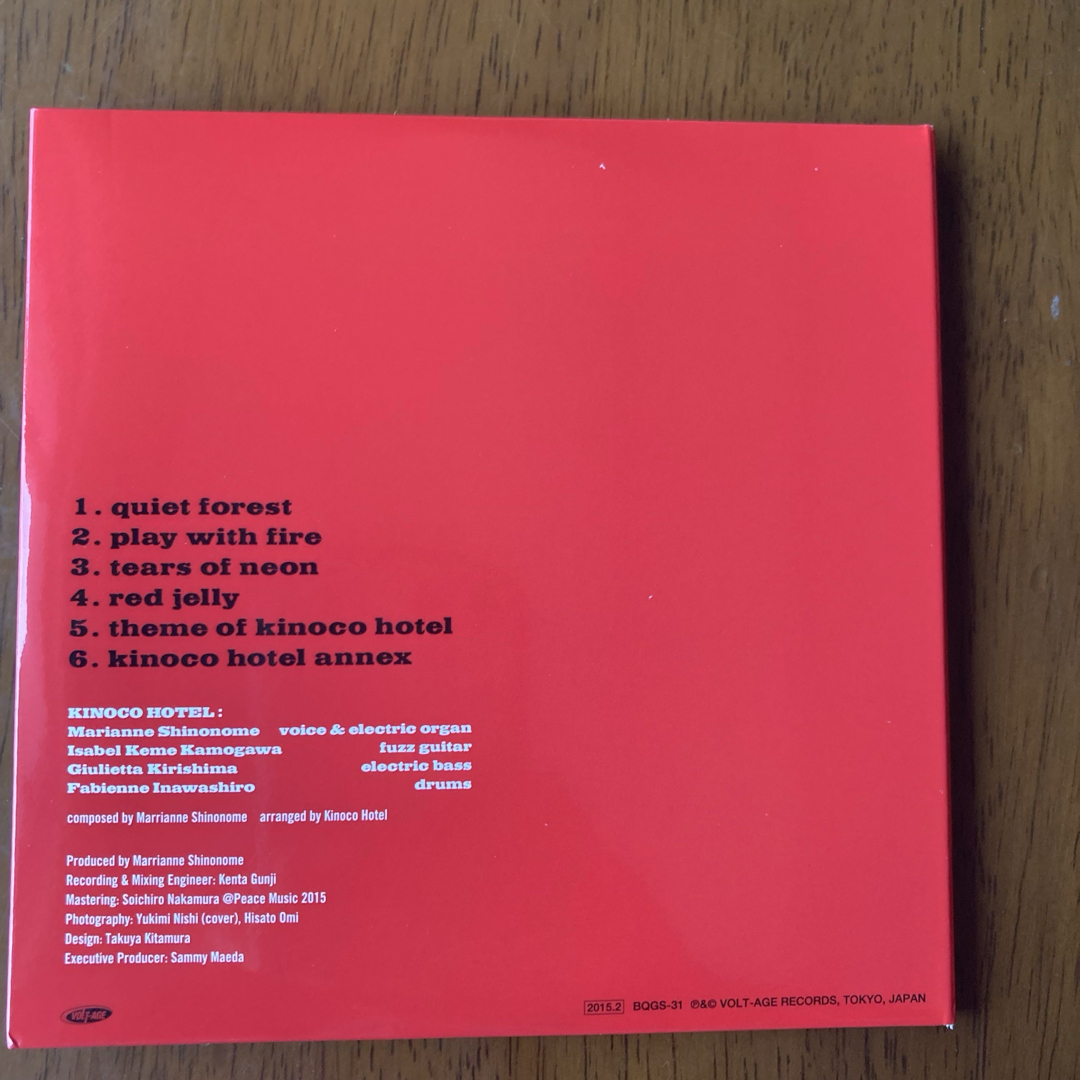 1. quiet forest
2. play with fire
3. tears of neon
4. red jelly
5. theme of kinoco hotel
6. kinoco hotel annex
KINOCO HOTEL :
Marianne Shinonome voice & electric organ
Isabel Keme Kamogawa fuzz guitar
Giulietta Kirishima electric bass
Fabienne Inawashiro drums
composed by Marrianne Shinonome arranged by Kinoco Hotel
Produced by Marrianne Shinonome
Recording & Mixing Engineer: Kenta Gunji
Mastering: Soichiro Nakamura @Peace Music 2015
Photography: Yukimi Nishi (cover), Hisato Omi
Design: Takuya Kitamura
Executive Producer: Sammy Maeda
VOLT-AGE
2015.2 BQGS-31 ℗&© VOLT-AGE RECORDS, TOKYO, JAPAN